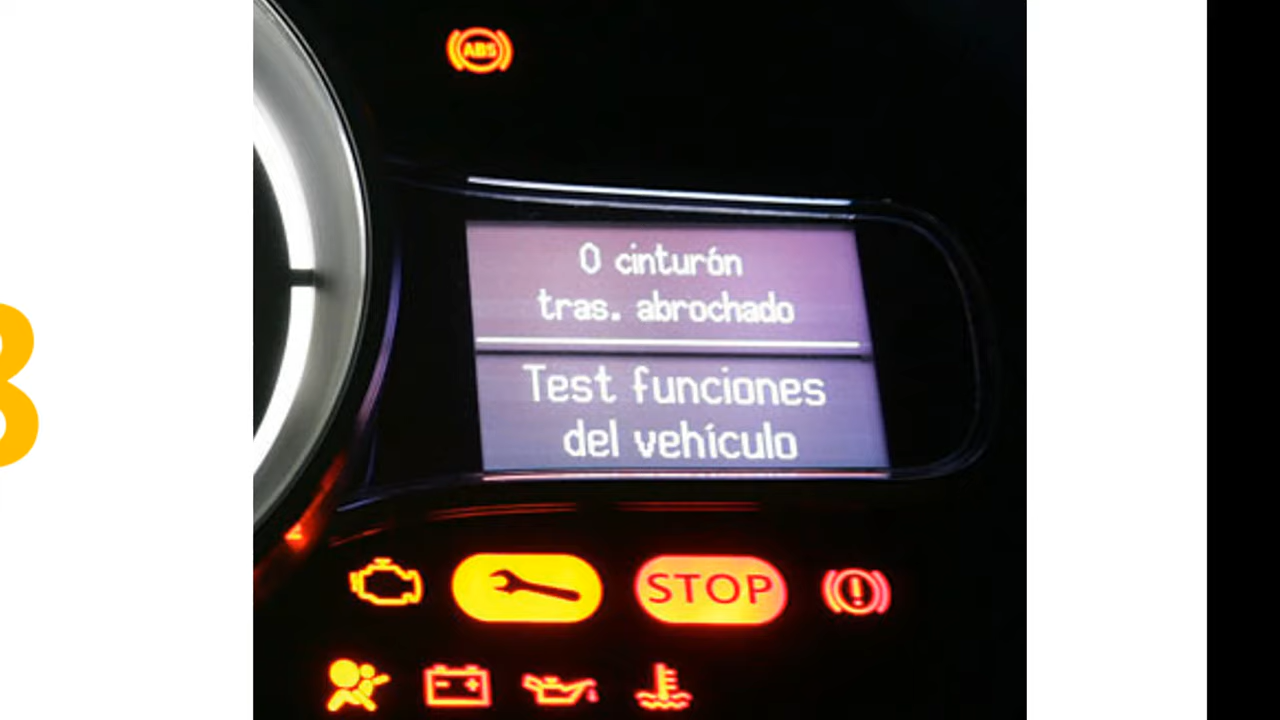 ABS
0 cinturón
tras. abrochado
Test funciones
del vehículo
STOP